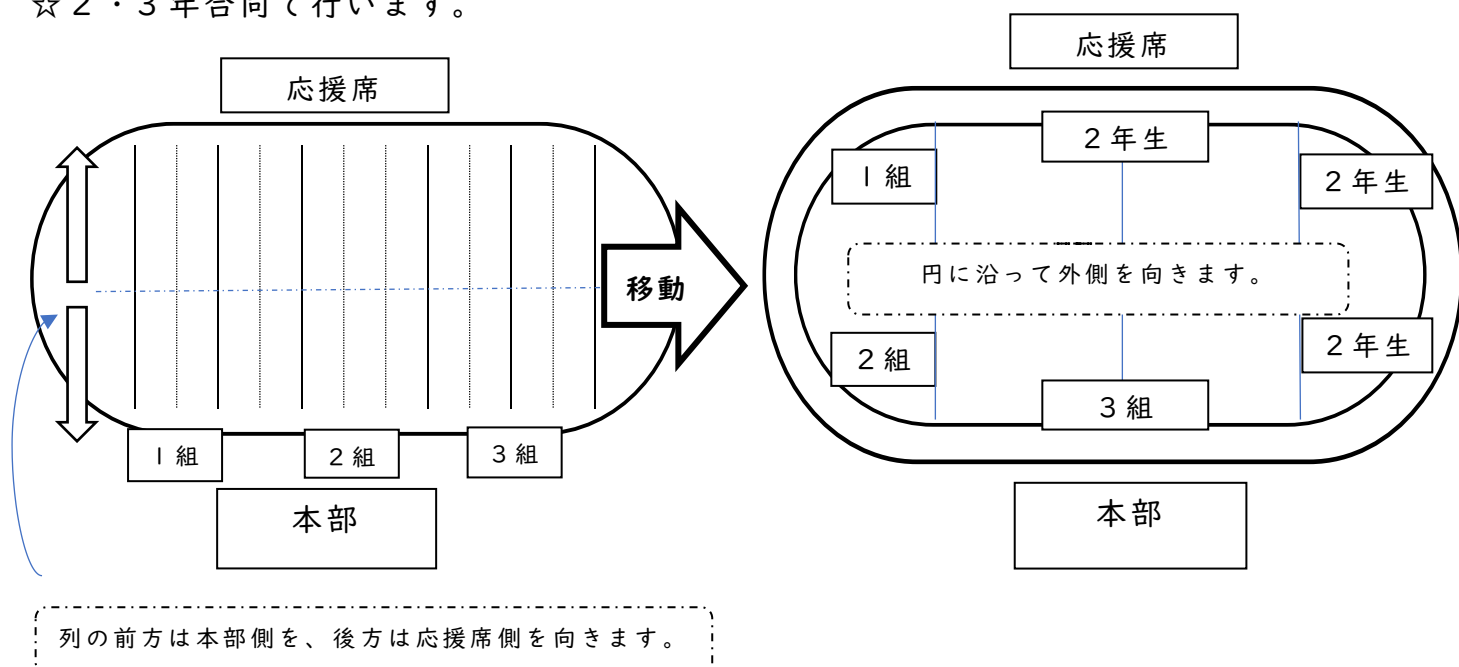 ☆２・３年合同で行います。
応援席
１組
２組
３組
本部
移動
応援席
２年生
１組
２年生
円に沿って外側を向きます。
２組
２年生
３組
本部
列の前方は本部側を、後方は応援席側を向きます。